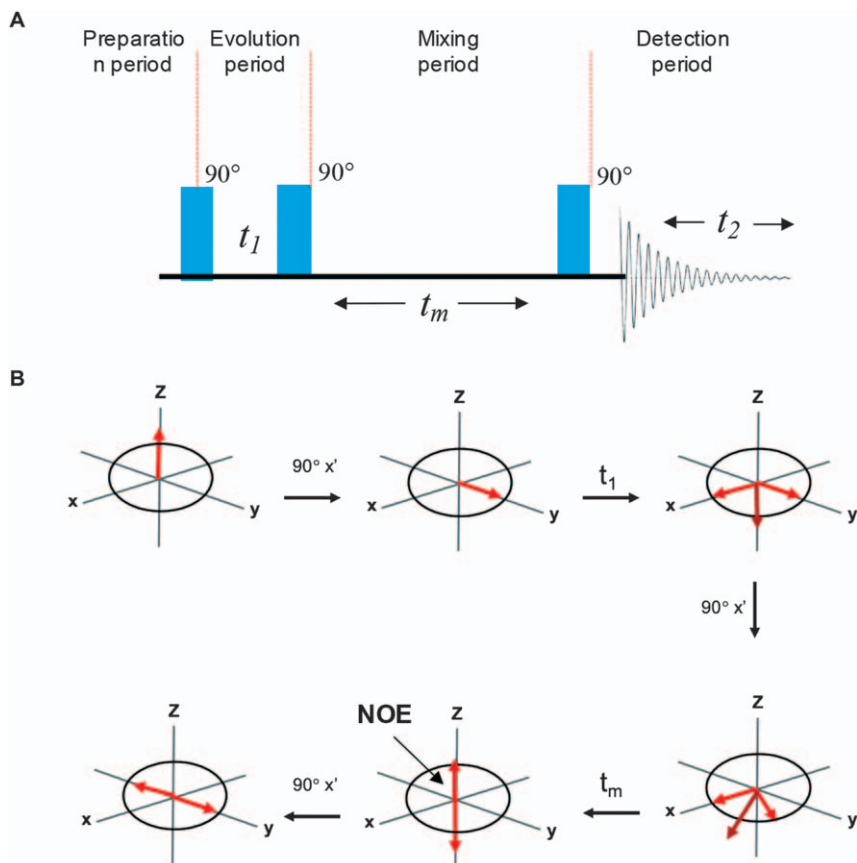 A
Preparatio
n period
Evolution
period
Mixing
period
Detection
period
90°
90°
90°
t1
t2
tm
B
z
x
y
90° x'
z
x
y
t1
z
x
y
90° x'
z
x
y
90° x'
NOE
z
x
y
tm
z
x
y